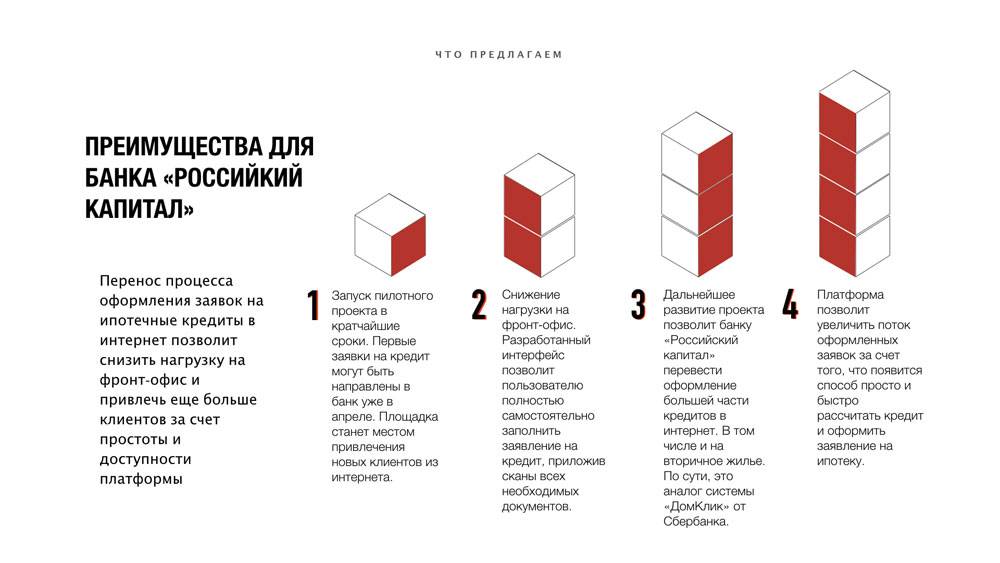 ЧТО ПРЕДЛАГАЕМ
ПРЕИМУЩЕСТВА ДЛЯ
БАНКА «РОССИЙКИЙ
КАПИТАЛ»
Перенос процесса
оформления заявок на
ипотечные кредиты в
интернет позволит
снизить нагрузку на
фронт-офис и
привлечь еще больше
клиентов за счет
простоты и
доступности
платформы
1
Запуск пилотного
проекта в
кратчайшие
сроки. Первые
заявки на кредит
могут быть
направлены в
банк уже в
апреле. Площадка
станет местом
привлечения
новых клиентов из
интернета.
2
Снижение
нагрузки на
фронт-офис.
Разработанный
интерфейс
позволит
пользователю
полностью
самостоятельно
заполнить
заявление на
кредит, приложив
сканы всех
необходимых
документов.
3
Дальнейшее
развитие проекта
позволит банку
«Российский
капитал»
перевести
оформление
большей части
кредитов в
интернет. В том
числе и на
вторичное жилье.
По сути, это
аналог системы
«ДомКлик» от
Сбербанка.
4
Платформа
позволит
увеличить поток
оформленных
заявок за счет
того, что появится
способ просто и
быстро
рассчитать кредит
и оформить
заявление на
ипотеку.